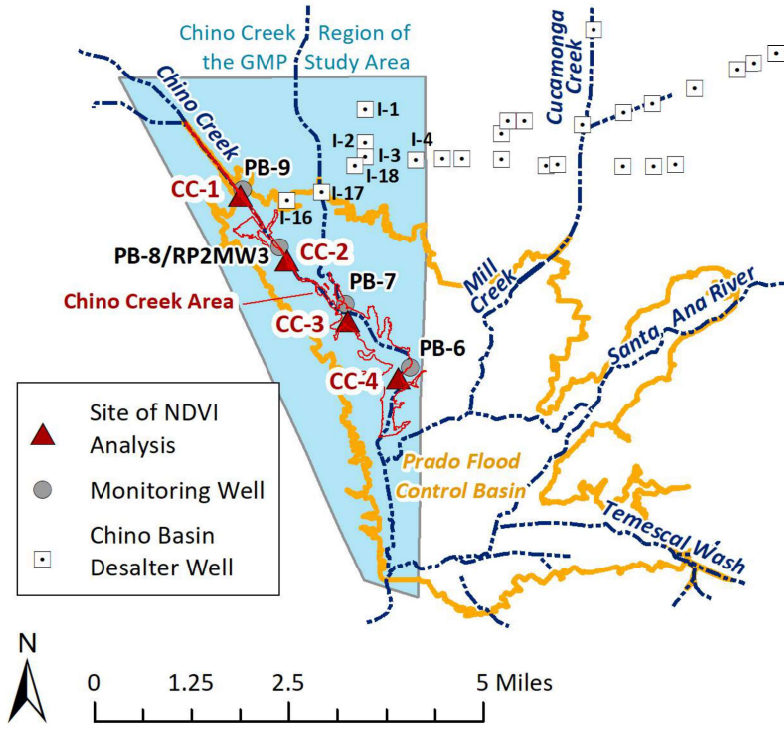 Chino Creek Region of
the GMP Study Area
Cucamonga
Creek
Chino Creek
I-1
I-2
I-4
I-3
I-18
PB-9
CC-1
I-17
I-16
PB-8/RP2MW3
CC-2
Mill
Creek
PB-7
Chino Creek Area
CC-3
Santa Ana River
PB-6
CC-4
Site of NDVI
Analysis
Monitoring Well
Chino Basin
Desalter Well
Prado Flood
Control Basin
Temescal Wash
N
0 1.25 2.5 5 Miles